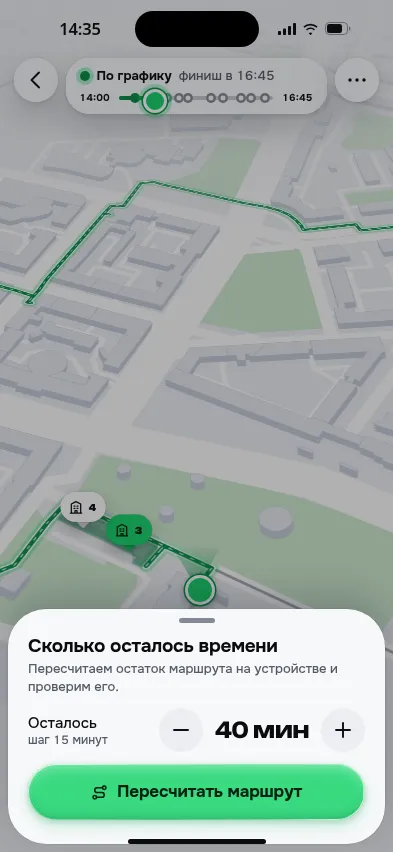 14:35
По графику финиш в 16:45
14:00 16:45
4
3
Сколько осталось времени
Пересчитаем остаток маршрута на устройстве и
проверим его.
Осталось
шаг 15 минут
40 мин
Пересчитать маршрут